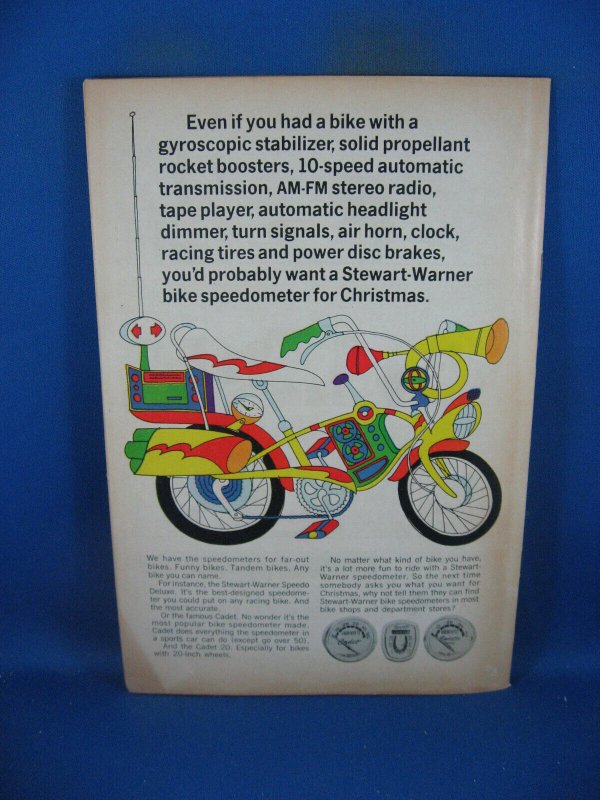 Even if you had a bike with a
gyroscopic stabilizer, solid propellant
rocket boosters, 10-speed automatic
transmission, AM-FM stereo radio,
tape player, automatic headlight
dimmer, turn signals, air horn, clock,
racing tires and power disc brakes,
you'd probably want a Stewart-Warner
bike speedometer for Christmas.
We have the speedometers for far-out
bikes. Funny bikes. Tandem bikes. Any
bike you can name.
For instance, the Stewart-Warner Speedo
Deluxe. It's the best-designed speedome-
ter you could put on any racing bike. And
the most accurate.
Or the famous Cadet. No wonder it's the
most popular bike speedometer made.
Cadet does everything the speedometer in
a sports car can do (except go over 50).
And the Cadet 20. Especially for bikes
with 20-inch wheels.
No matter what kind of bike you have,
it's a lot more fun to ride with a Stewart-
Warner speedometer. So the next time
somebody asks you what you want for
Christmas, why not tell them they can find
Stewart-Warner bike speedometers in most
bike shops and department stores?